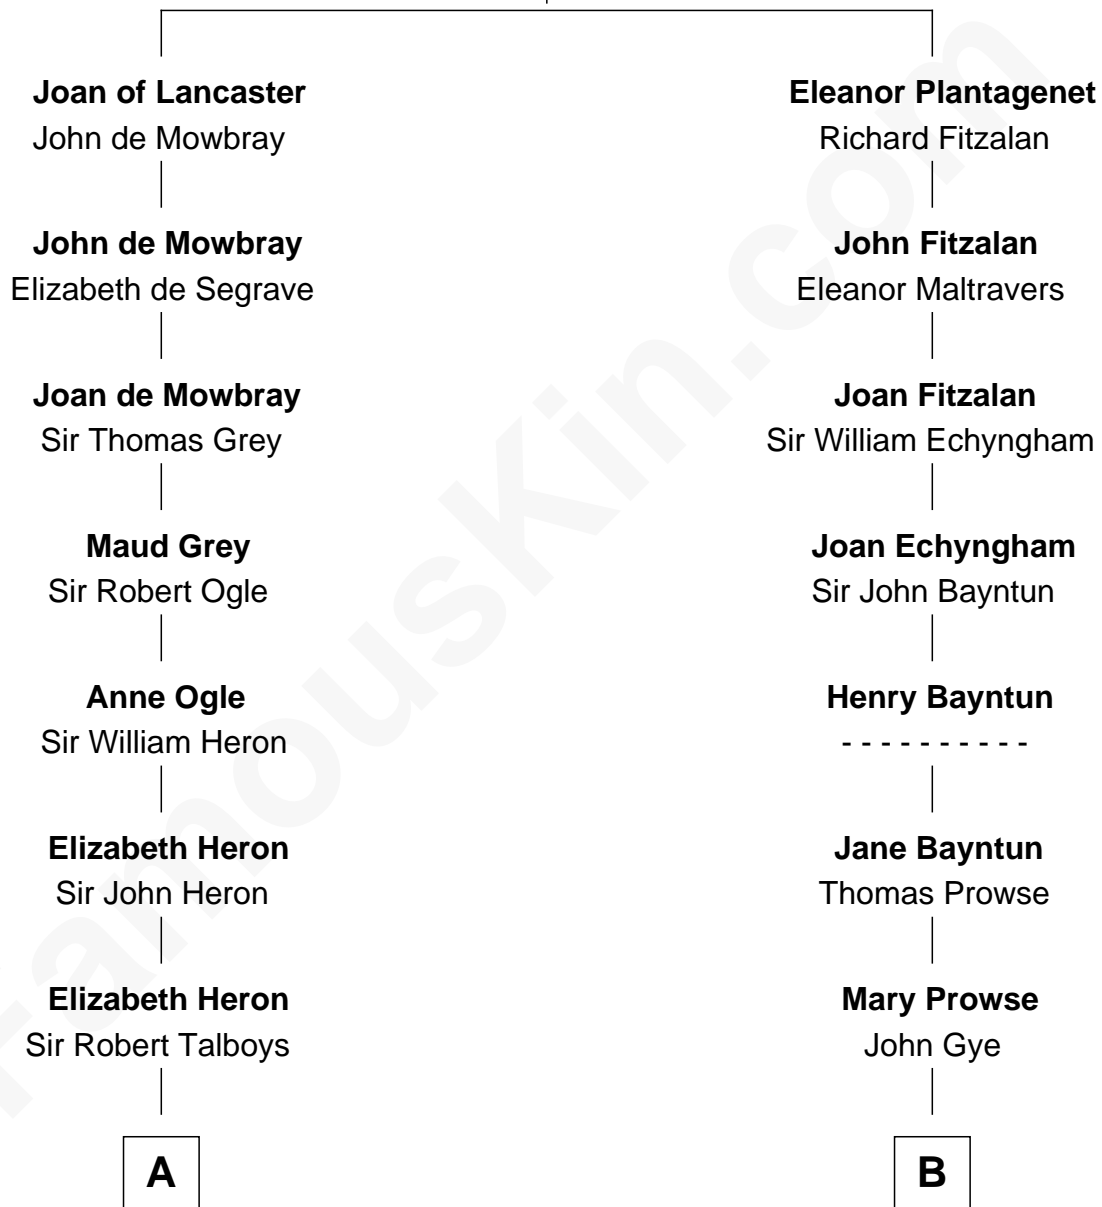 Joan of Lancaster
John de Mowbray
John de Mowbray
Elizabeth de Segrave
Joan de Mowbray
Sir Thomas Grey
Maud Grey
Sir Robert Ogle
Anne Ogle
Sir William Heron
Elizabeth Heron
Sir John Heron
Elizabeth Heron
Sir Robert Talboys
A
Eleanor Plantagenet
Richard Fitzalan
John Fitzalan
Eleanor Maltravers
Joan Fitzalan
Sir William Echyngham
Joan Echyngham
Sir John Bayntun
Henry Bayntun
- - - - - - - - - -
Jane Bayntun
Thomas Prowse
Mary Prowse
John Gye
B
FamousKin.com